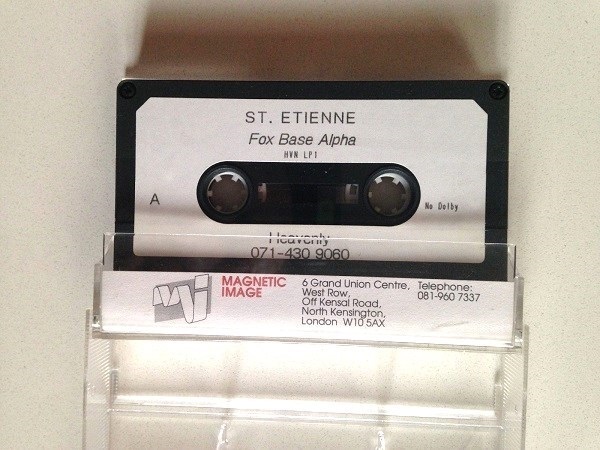 ST. ETIENNE
Fox Base Alpha
HVN LP1
A
No Dolby
Heavenly
071-430 9060
MAGNETIC
IMAGE
6 Grand Union Centre,
West Row,
Off Kensal Road,
North Kensington,
London W10 5AX
Telephone:
081-960 7337